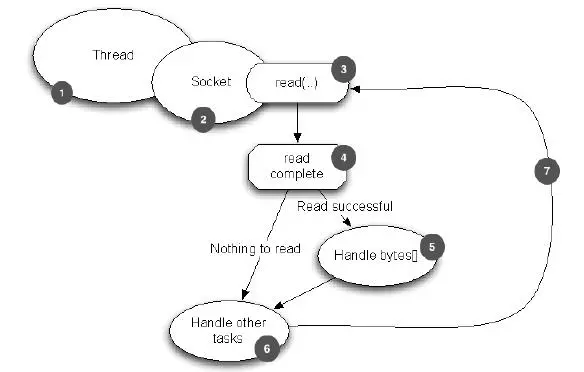 Thread
1
Socket
2
read(..)
3
read
complete
4
Read successful
Nothing to read
Handle bytes[]
5
Handle other
tasks
6
7